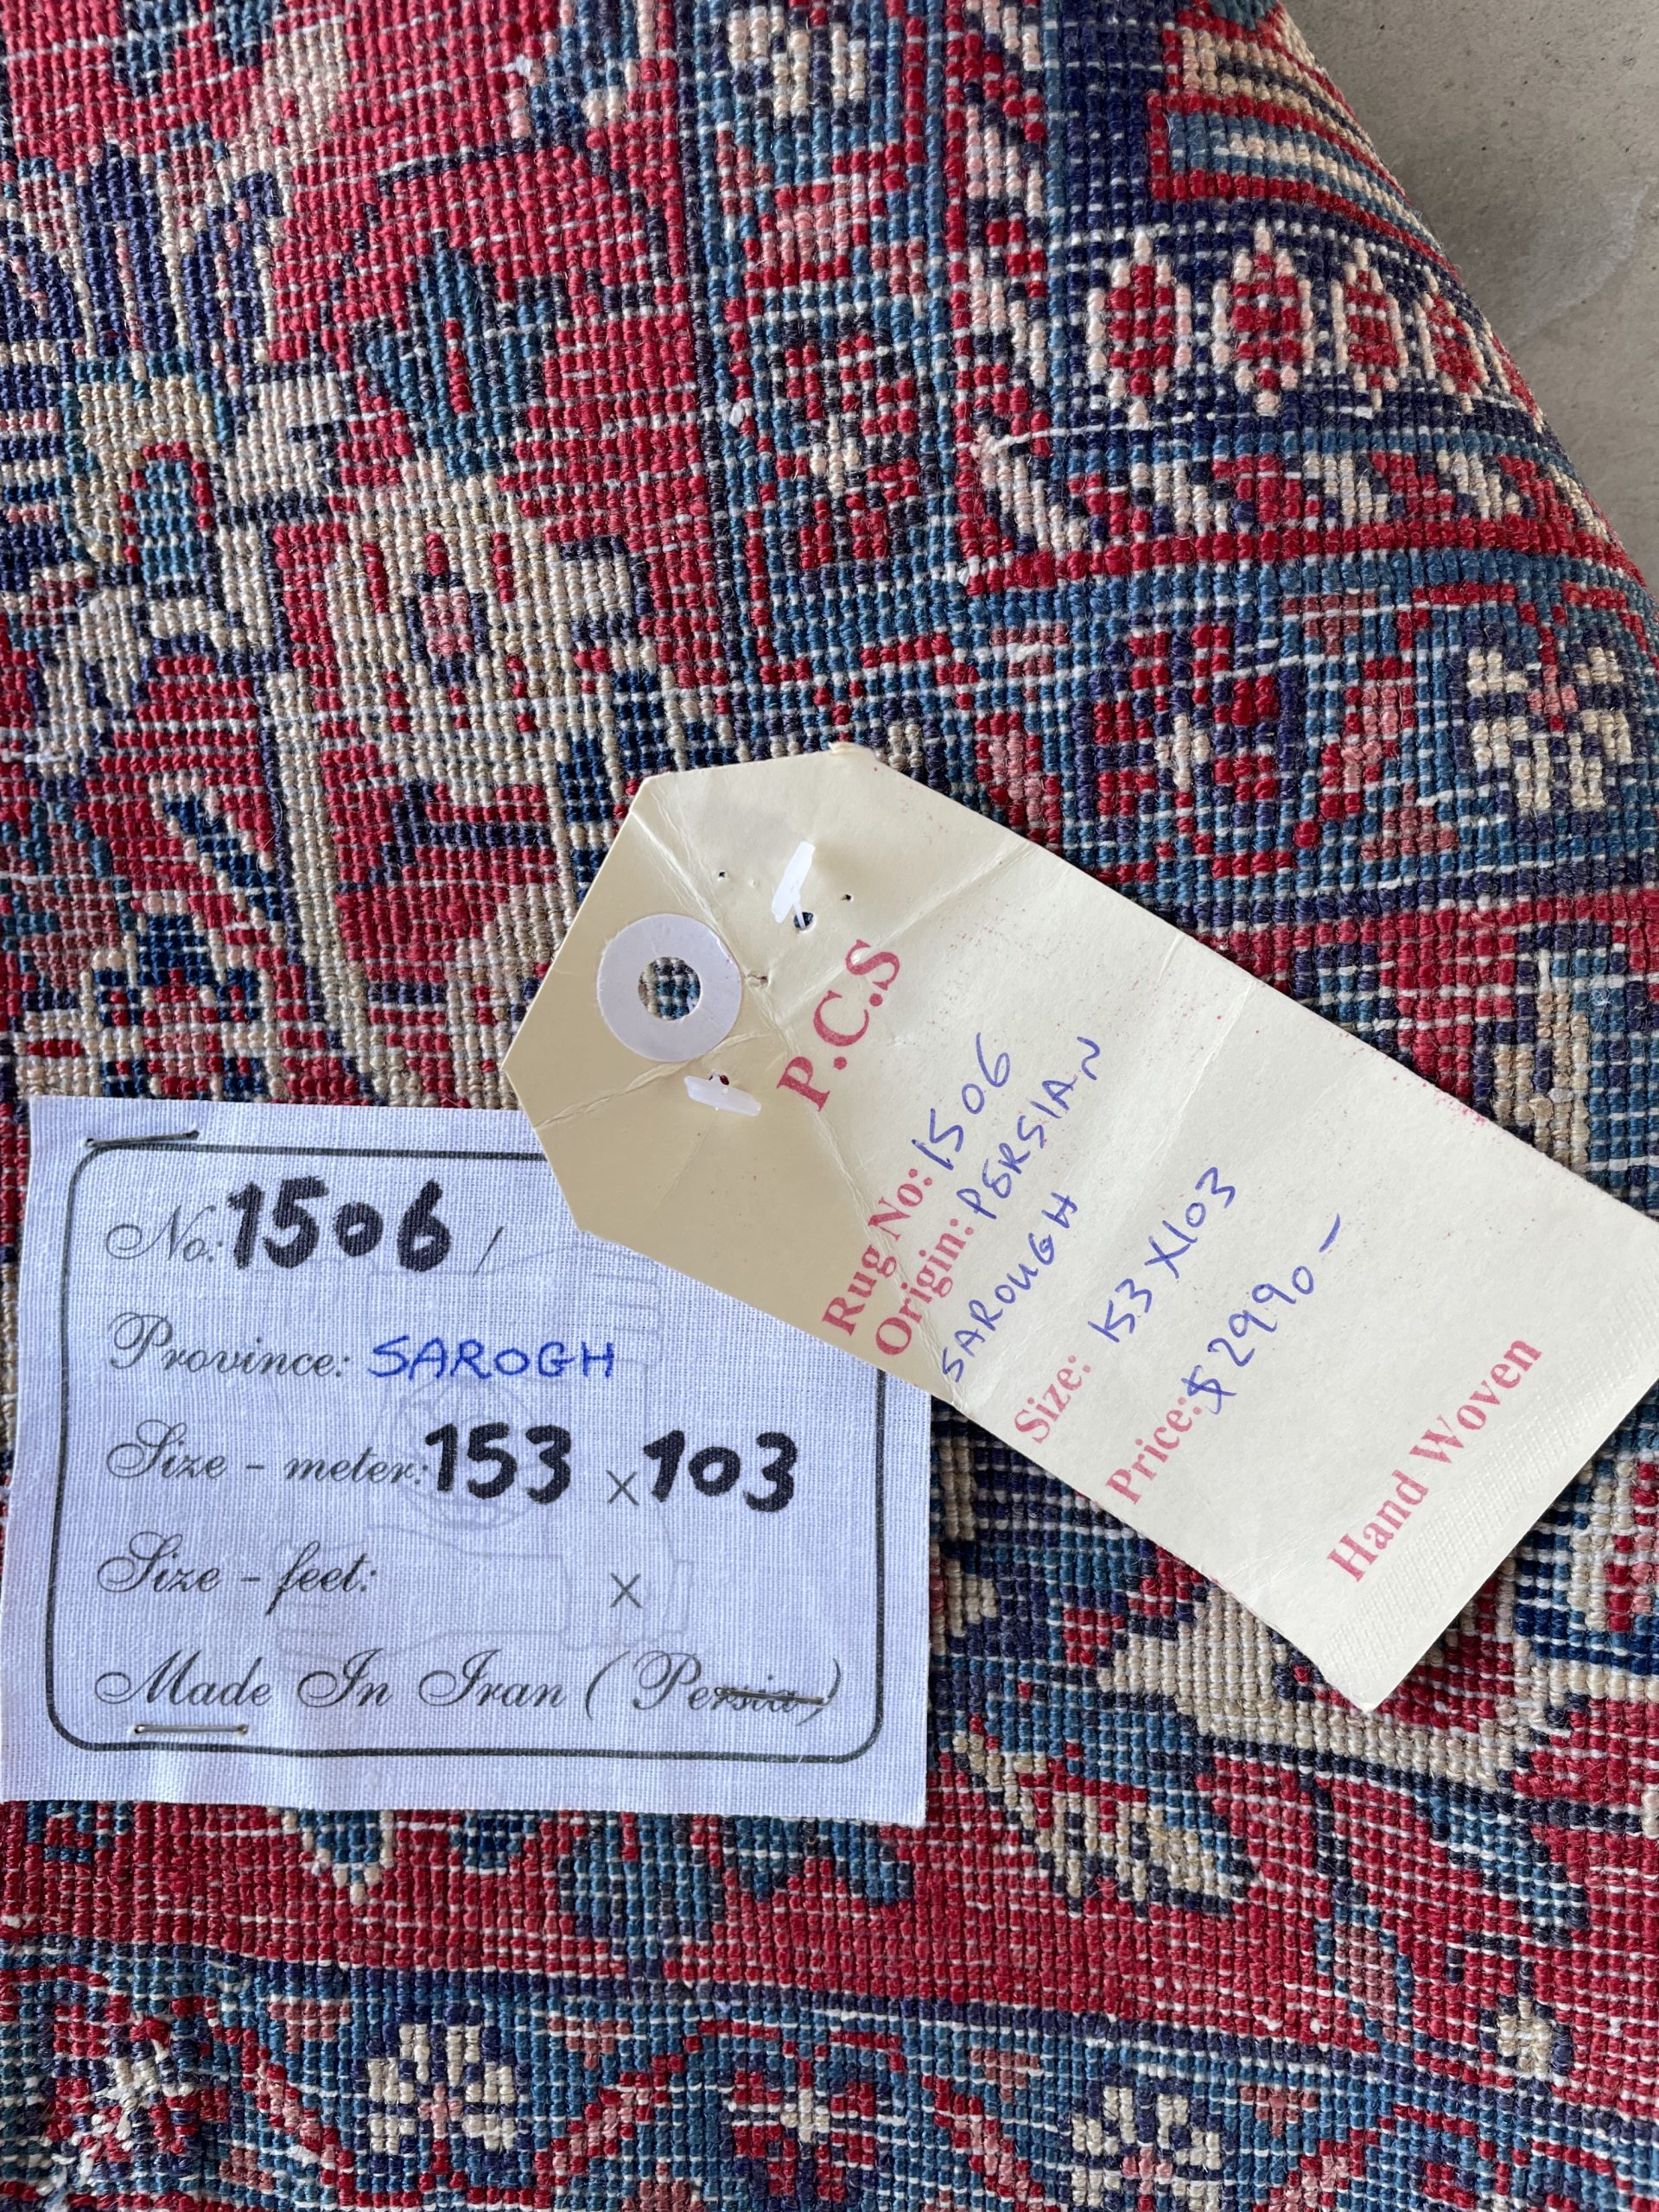 P.C.S
Rug No: 1506
Origin: PERSIAN
SAROUGH
Size: 153 X 103
Price: $2990 -
Hand Woven
No: 1506 /
Province: SAROGH
Size - meter: 153 x 103
Size - feet: x
Made In Iran ( Persia )